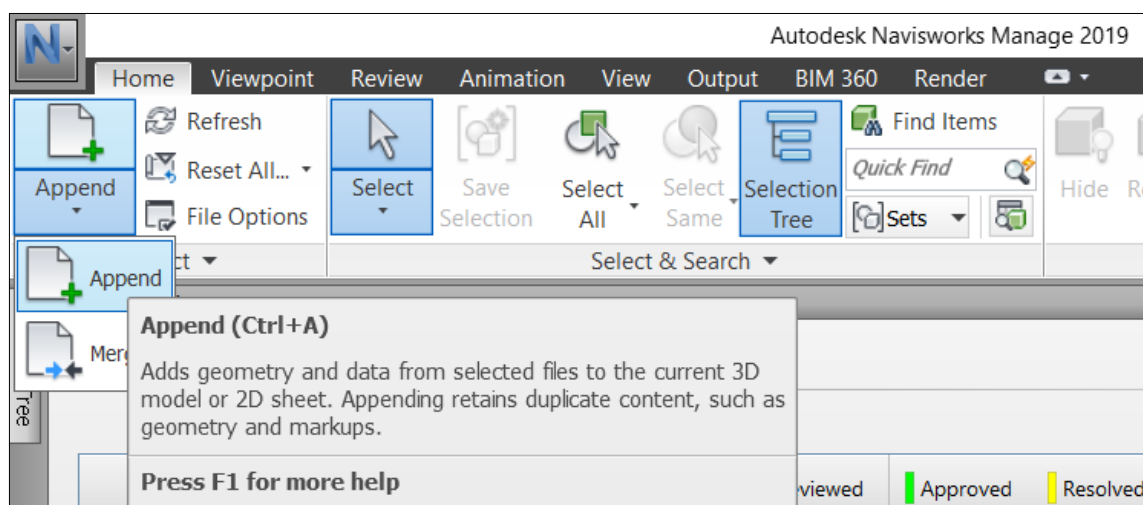 Autodesk Navisworks Manage 2019
Home Viewpoint Review Animation View Output BIM 360 Render
Append
Refresh
Reset All...
File Options
Select
Save
Selection
Select
All
Select
Same
Selection
Tree
Find Items
Quick Find
Sets
Hide
Select & Search
Append
Append (Ctrl+A)
Adds geometry and data from selected files to the current 3D
model or 2D sheet. Appending retains duplicate content, such as
geometry and markups.
Press F1 for more help
Tree
Approved
Resolved